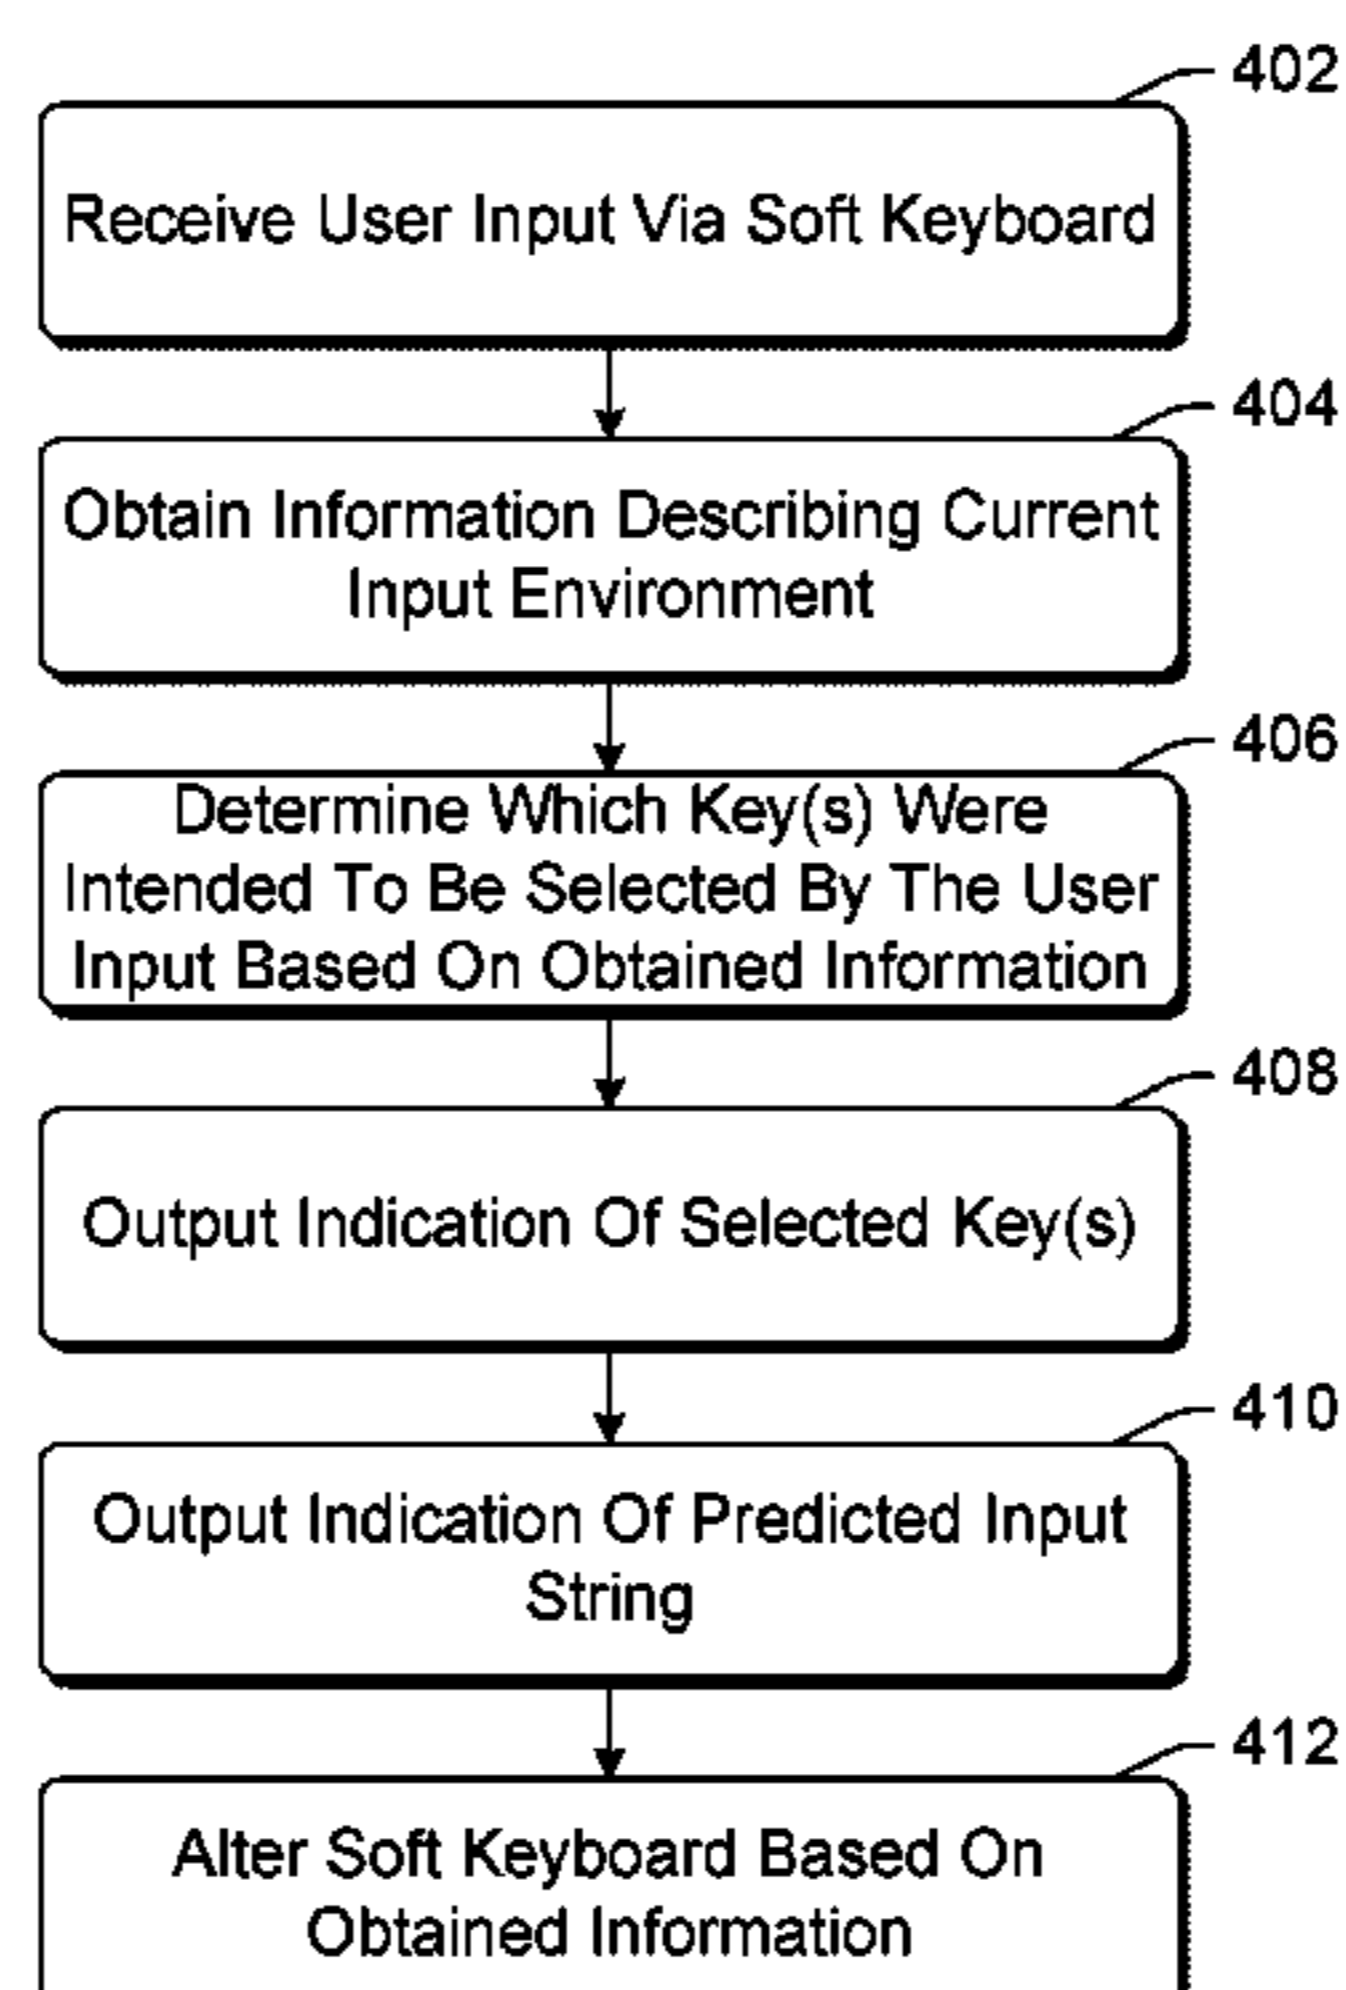 402
Receive User Input Via Soft Keyboard
404
Obtain Information Describing Current
Input Environment
406
Determine Which Key(s) Were
Intended To Be Selected By The User
Input Based On Obtained Information
408
Output Indication Of Selected Key(s)
410
Output Indication Of Predicted Input
String
412
Alter Soft Keyboard Based On
Obtained Information